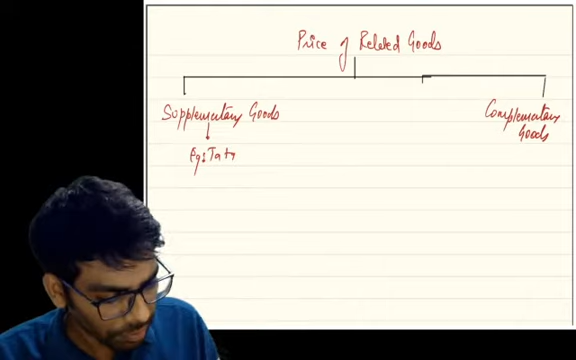 Price of Related Goods
Supplementary Goods
Complementary
Goods
Eg: Tata